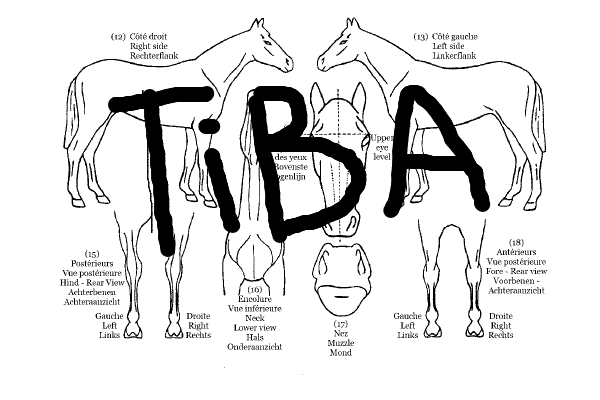 (12) Côté droit
Right side
Rechterflank
(13) Côté gauche
Left side
Linkerflank
TiBA
des yeux
Bovenste
Upper
eye
level
(15)
Postérieurs
Vue postérieure
Hind - Rear View
Achterbenen
Achteraanzicht
Gauche
Left
Links
Droite
Right
Rechts
(16)
Encolure
Vue inférieure
Neck
Lower view
Hals
Onderaanzicht
(17)
Nez
Muzzle
Mond
(18)
Antérieurs
Vue postérieure
Fore - Rear view
Voorbenen -
Achteraanzicht
Gauche
Left
Links
Droite
Right
Rechts